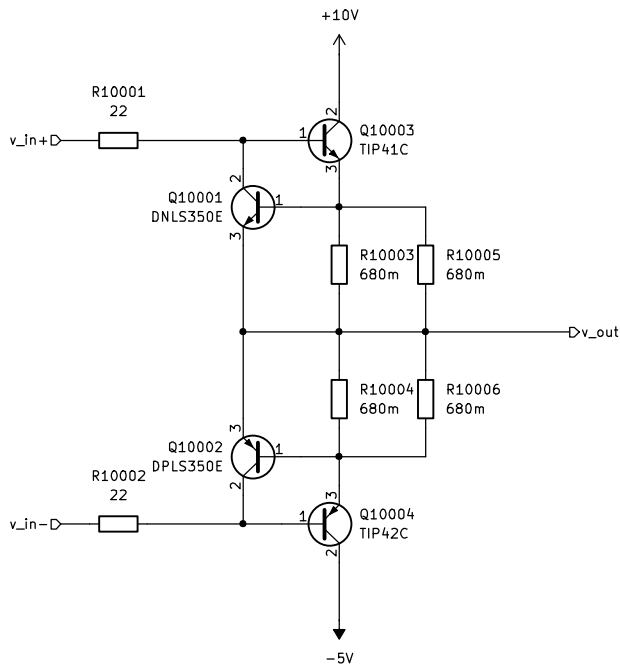 +10V
R10001
22
v_in+
1
2
Q10003
TIP41C
3
2
Q10001
DNLS350E
1
3
R10003
680m
R10005
680m
v_out
R10004
680m
R10006
680m
3
Q10002
DPLS350E
1
2
R10002
22
v_in-
1
3
Q10004
TIP42C
2
-5V